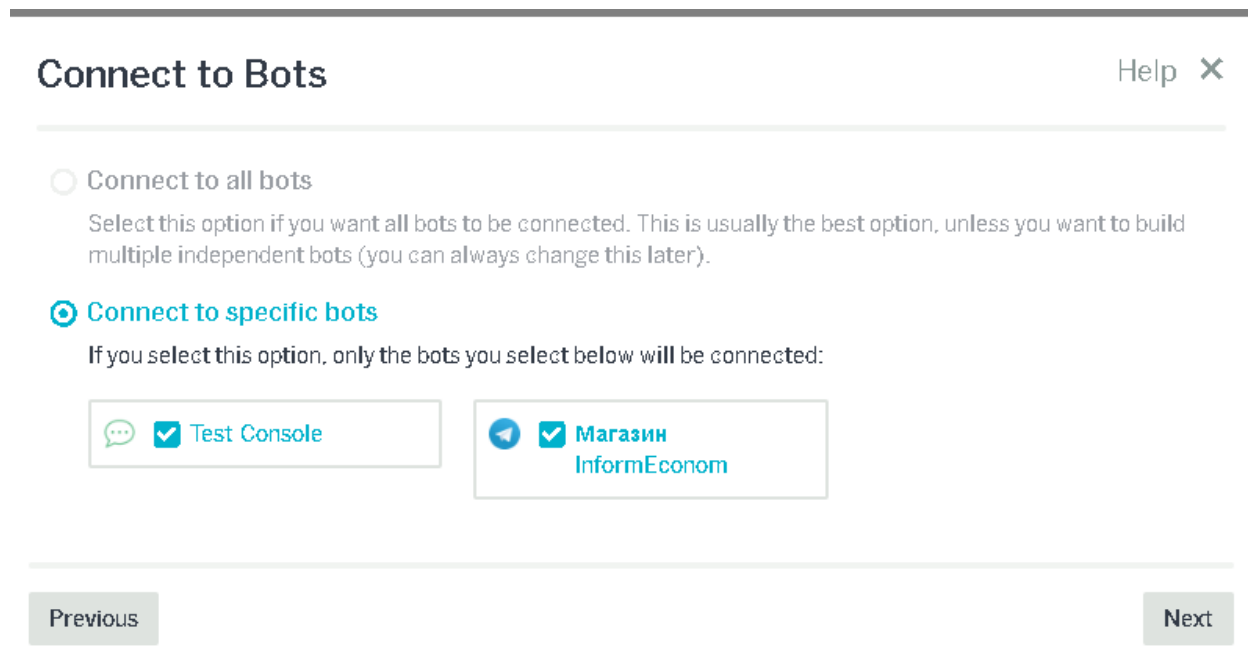 Connect to Bots
Help
Connect to all bots
Select this option if you want all bots to be connected. This is usually the best option, unless you want to build
multiple independent bots (you can always change this later).
Connect to specific bots
If you select this option, only the bots you select below will be connected:
Test Console
Магазин
InformEconom
Previous
Next